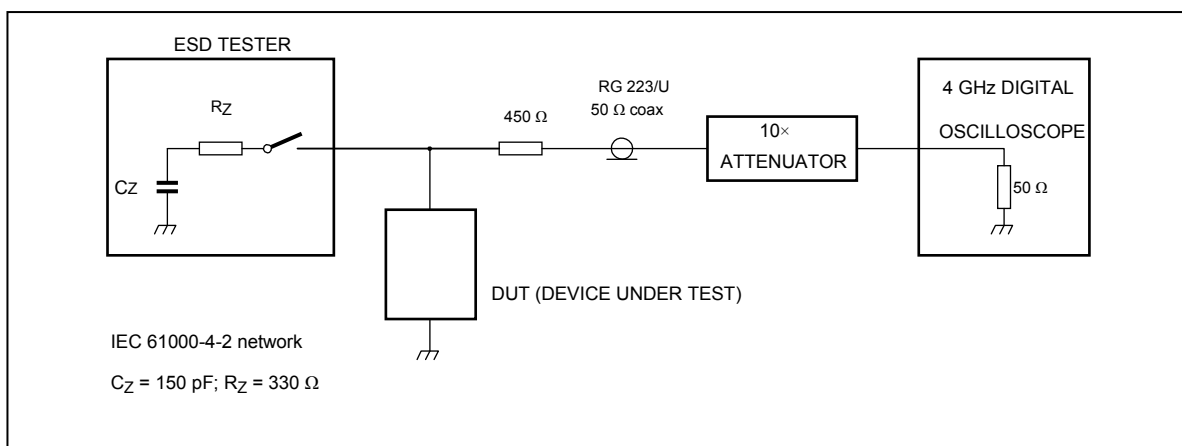 ESD TESTER
RZ
CZ
450 Ω
RG 223/U
50 Ω coax
10×
ATTENUATOR
4 GHz DIGITAL
OSCILLOSCOPE
50 Ω
DUT (DEVICE UNDER TEST)
IEC 61000-4-2 network
CZ = 150 pF; RZ = 330 Ω